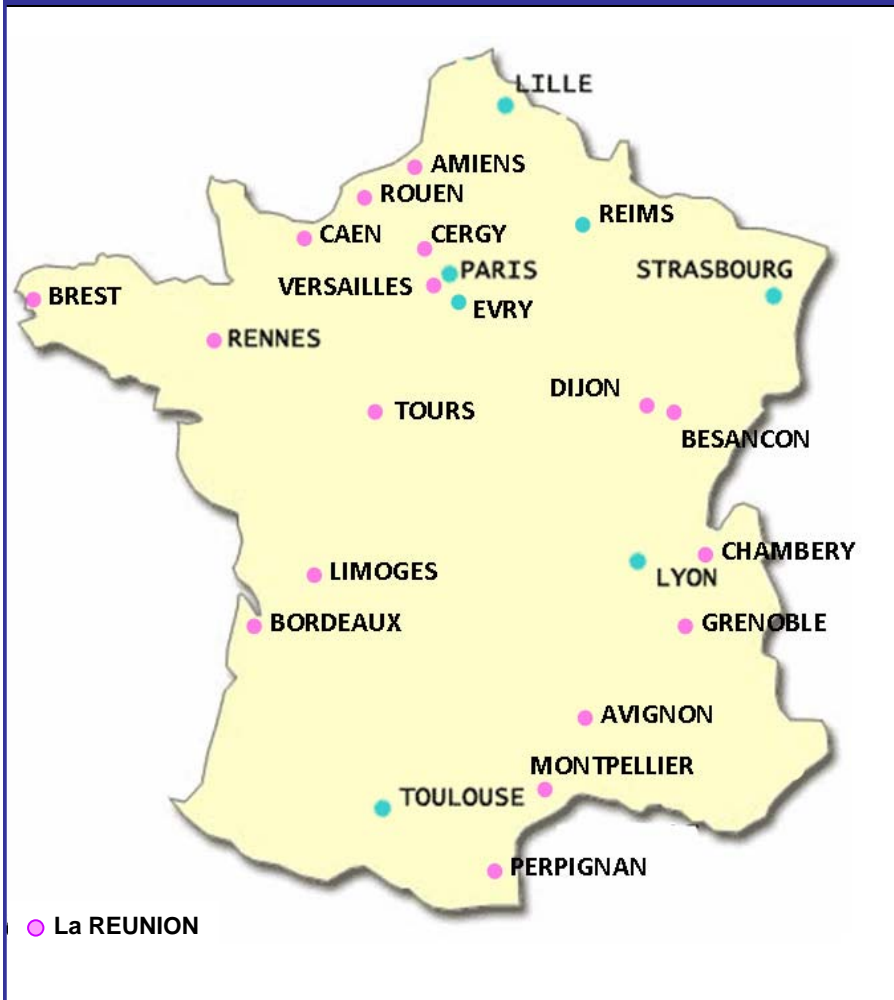 LILLE
AMIENS
ROUEN
REIMS
CAEN
CERGY
PARIS
STRASBOURG
VERSAILLES
BREST
EVRY
RENNES
DIJON
TOURS
BESANCON
CHAMBERY
LIMOGES
LYON
BORDEAUX
GRENOBLE
AVIGNON
MONTPELLIER
TOULOUSE
PERPIGNAN
La REUNION